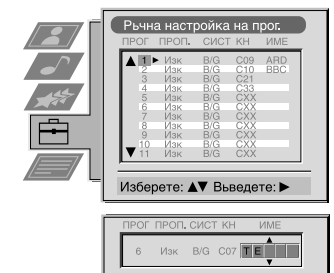 Ръчна настройка на прог.
ПРОГ ПРОП. СИСТ КН ИМЕ
1 Изк B/G C09 ARD
2 Изк B/G C10 BBC
3 Изк B/G C21
4 Изк B/G C33
5 Изк B/G CXX
6 Изк B/G CXX
7 Изк B/G CXX
8 Изк B/G CXX
9 Изк B/G CXX
10 Изк B/G CXX
11 Изк B/G CXX
Изберете: ▲▼ Выведете: ►
ПРОГ ПРОП. СИСТ КН ИМЕ
6 Изк B/G C07 T E